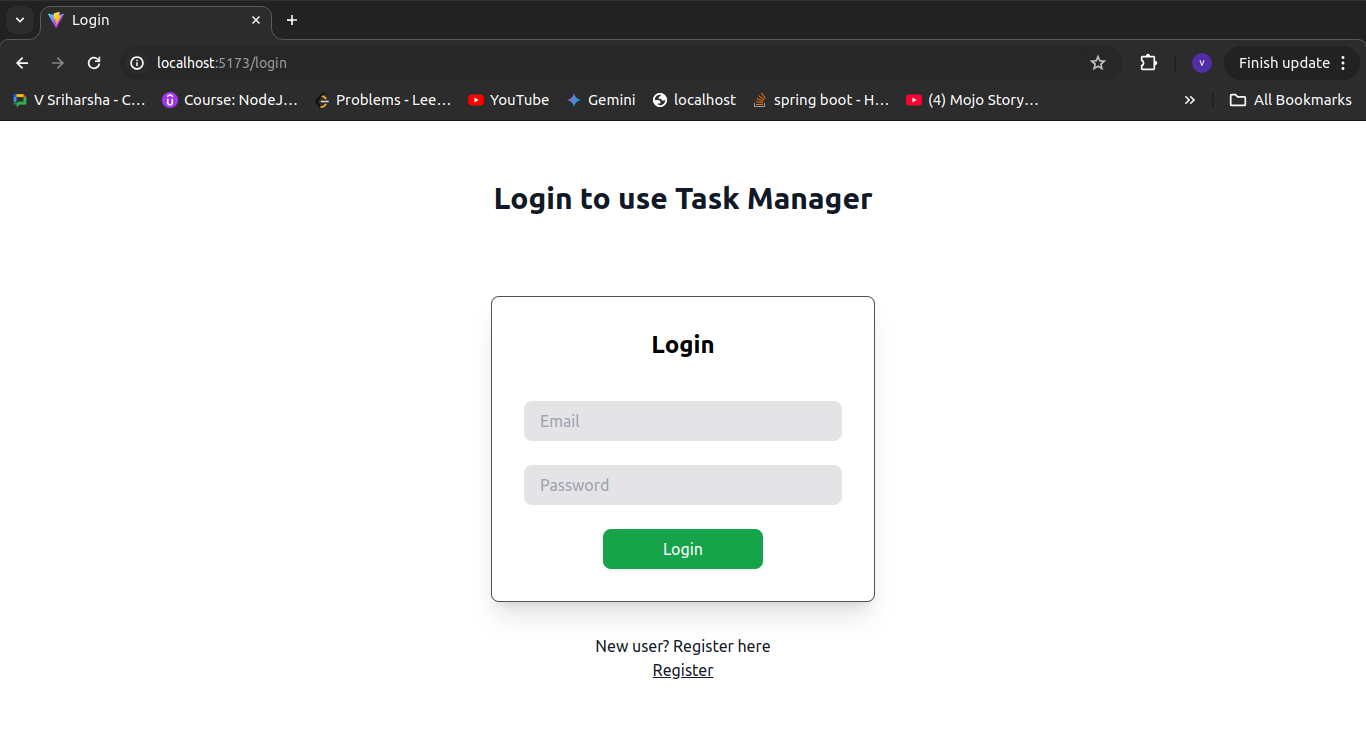 Login
localhost:5173/login
Finish update
V Sriharsha - C...
Course: NodeJ...
Problems - Lee...
YouTube
Gemini
localhost
spring boot - H...
(4) Mojo Story...
All Bookmarks
Login to use Task Manager
Login
Email
Password
Login
New user? Register here
Register